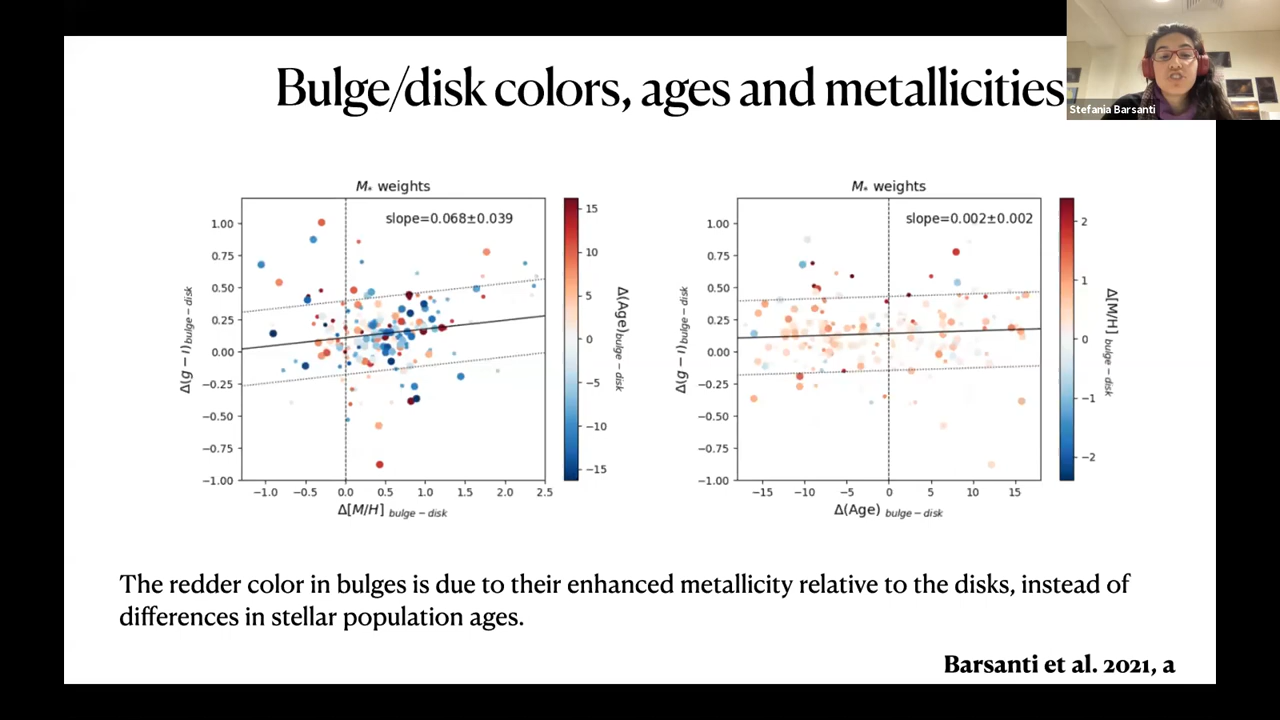 Bulge/disk colors, ages and metallicities
Stefania Barsanti
M* weights
slope=0.068±0.039
1.00
0.75
0.50
0.25
0.00
−0.25
−0.50
−0.75
−1.00
Δ(g − i)bulge−disk
−1.0 −0.5 0.0 0.5 1.0 1.5 2.0 2.5
Δ[M/H] bulge−disk
15
10
5
0
−5
−10
−15
Δ(Age)bulge−disk
M* weights
slope=0.002±0.002
1.00
0.75
0.50
0.25
0.00
−0.25
−0.50
−0.75
−1.00
Δ(g − i)bulge−disk
−15 −10 −5 0 5 10 15
Δ(Age) bulge−disk
2
1
0
−1
−2
Δ[M/H] bulge−disk
The redder color in bulges is due to their enhanced metallicity relative to the disks, instead of
differences in stellar population ages.
Barsanti et al. 2021, a